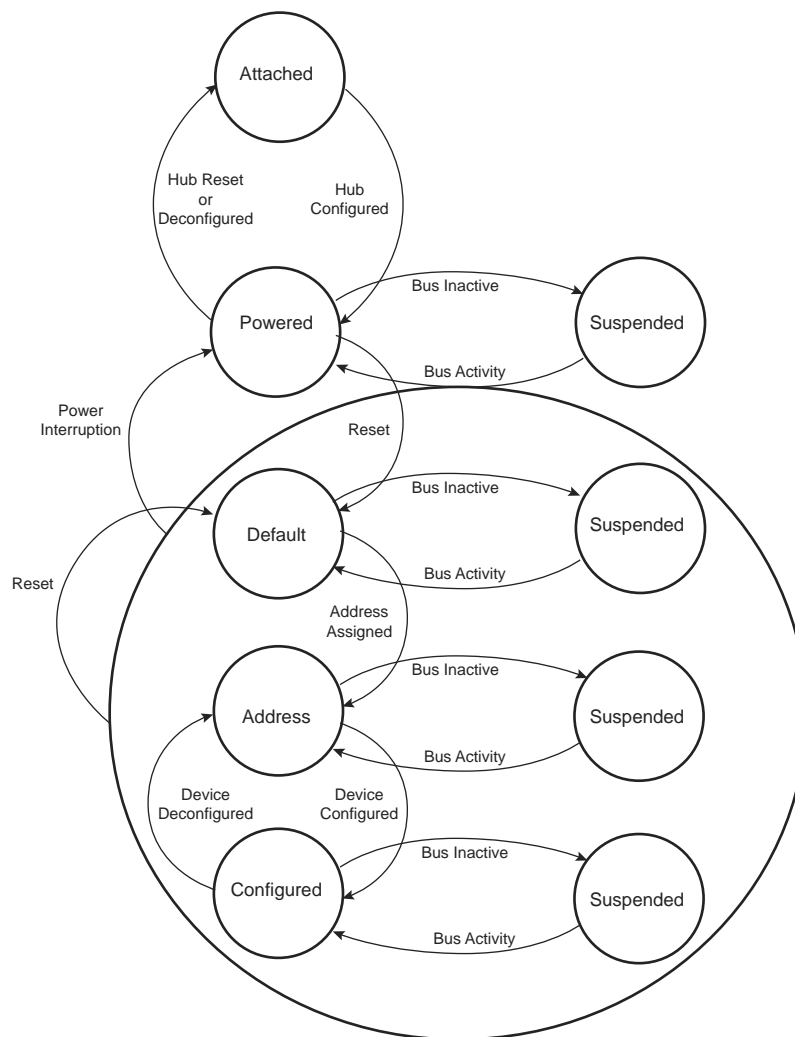 Attached
Hub Reset
or
Deconfigured
Hub
Configured
Powered
Bus Inactive
Suspended
Bus Activity
Power
Interruption
Reset
Default
Bus Inactive
Suspended
Bus Activity
Reset
Address
Assigned
Address
Bus Inactive
Suspended
Bus Activity
Device
Deconfigured
Device
Configured
Configured
Bus Inactive
Suspended
Bus Activity